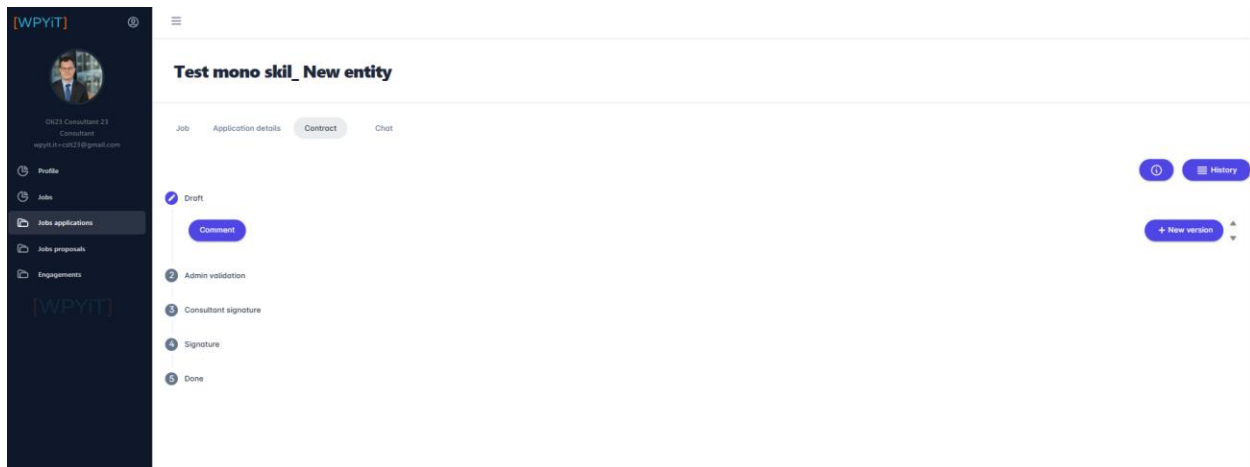 [WPYiT]
Test mono skil_ New entity
Ct623 Consultant 23
Consultant
Job Application details Contract Chat
Profile
Jobs
Jobs applications
Jobs proposals
Engagements
[WPYiT]
History
Draft
Comment
+ New version
2 Admin validation
3 Consultant signature
4 Signature
5 Done